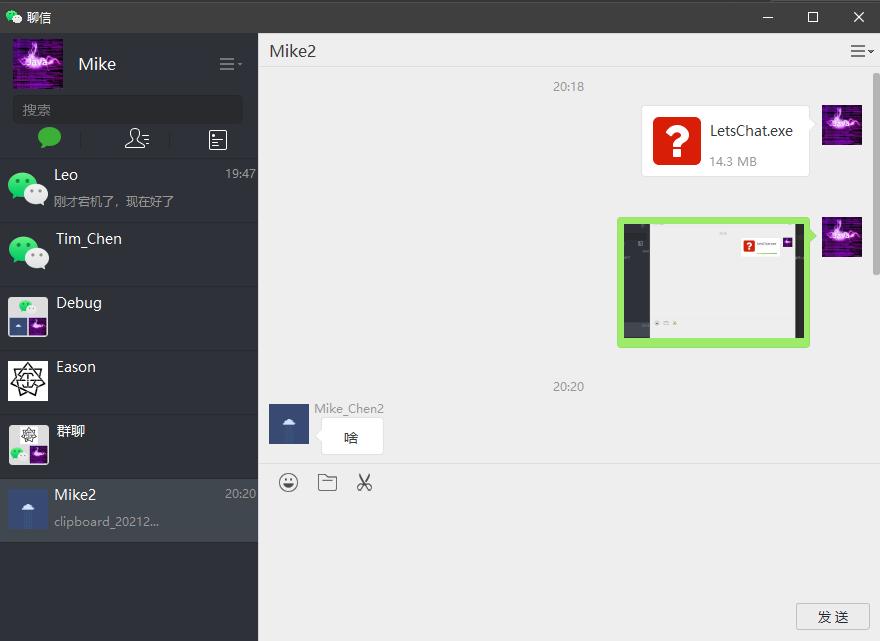 聊信
Java
Mike
搜索
Leo
19:47
刚才宕机了，现在好了
Tim_Chen
Debug
Eason
群聊
Mike2
20:20
clipboard_20212...
Mike2
20:18
LetsChat.exe
14.3 MB
20:20
Mike_Chen2
啥
发 送